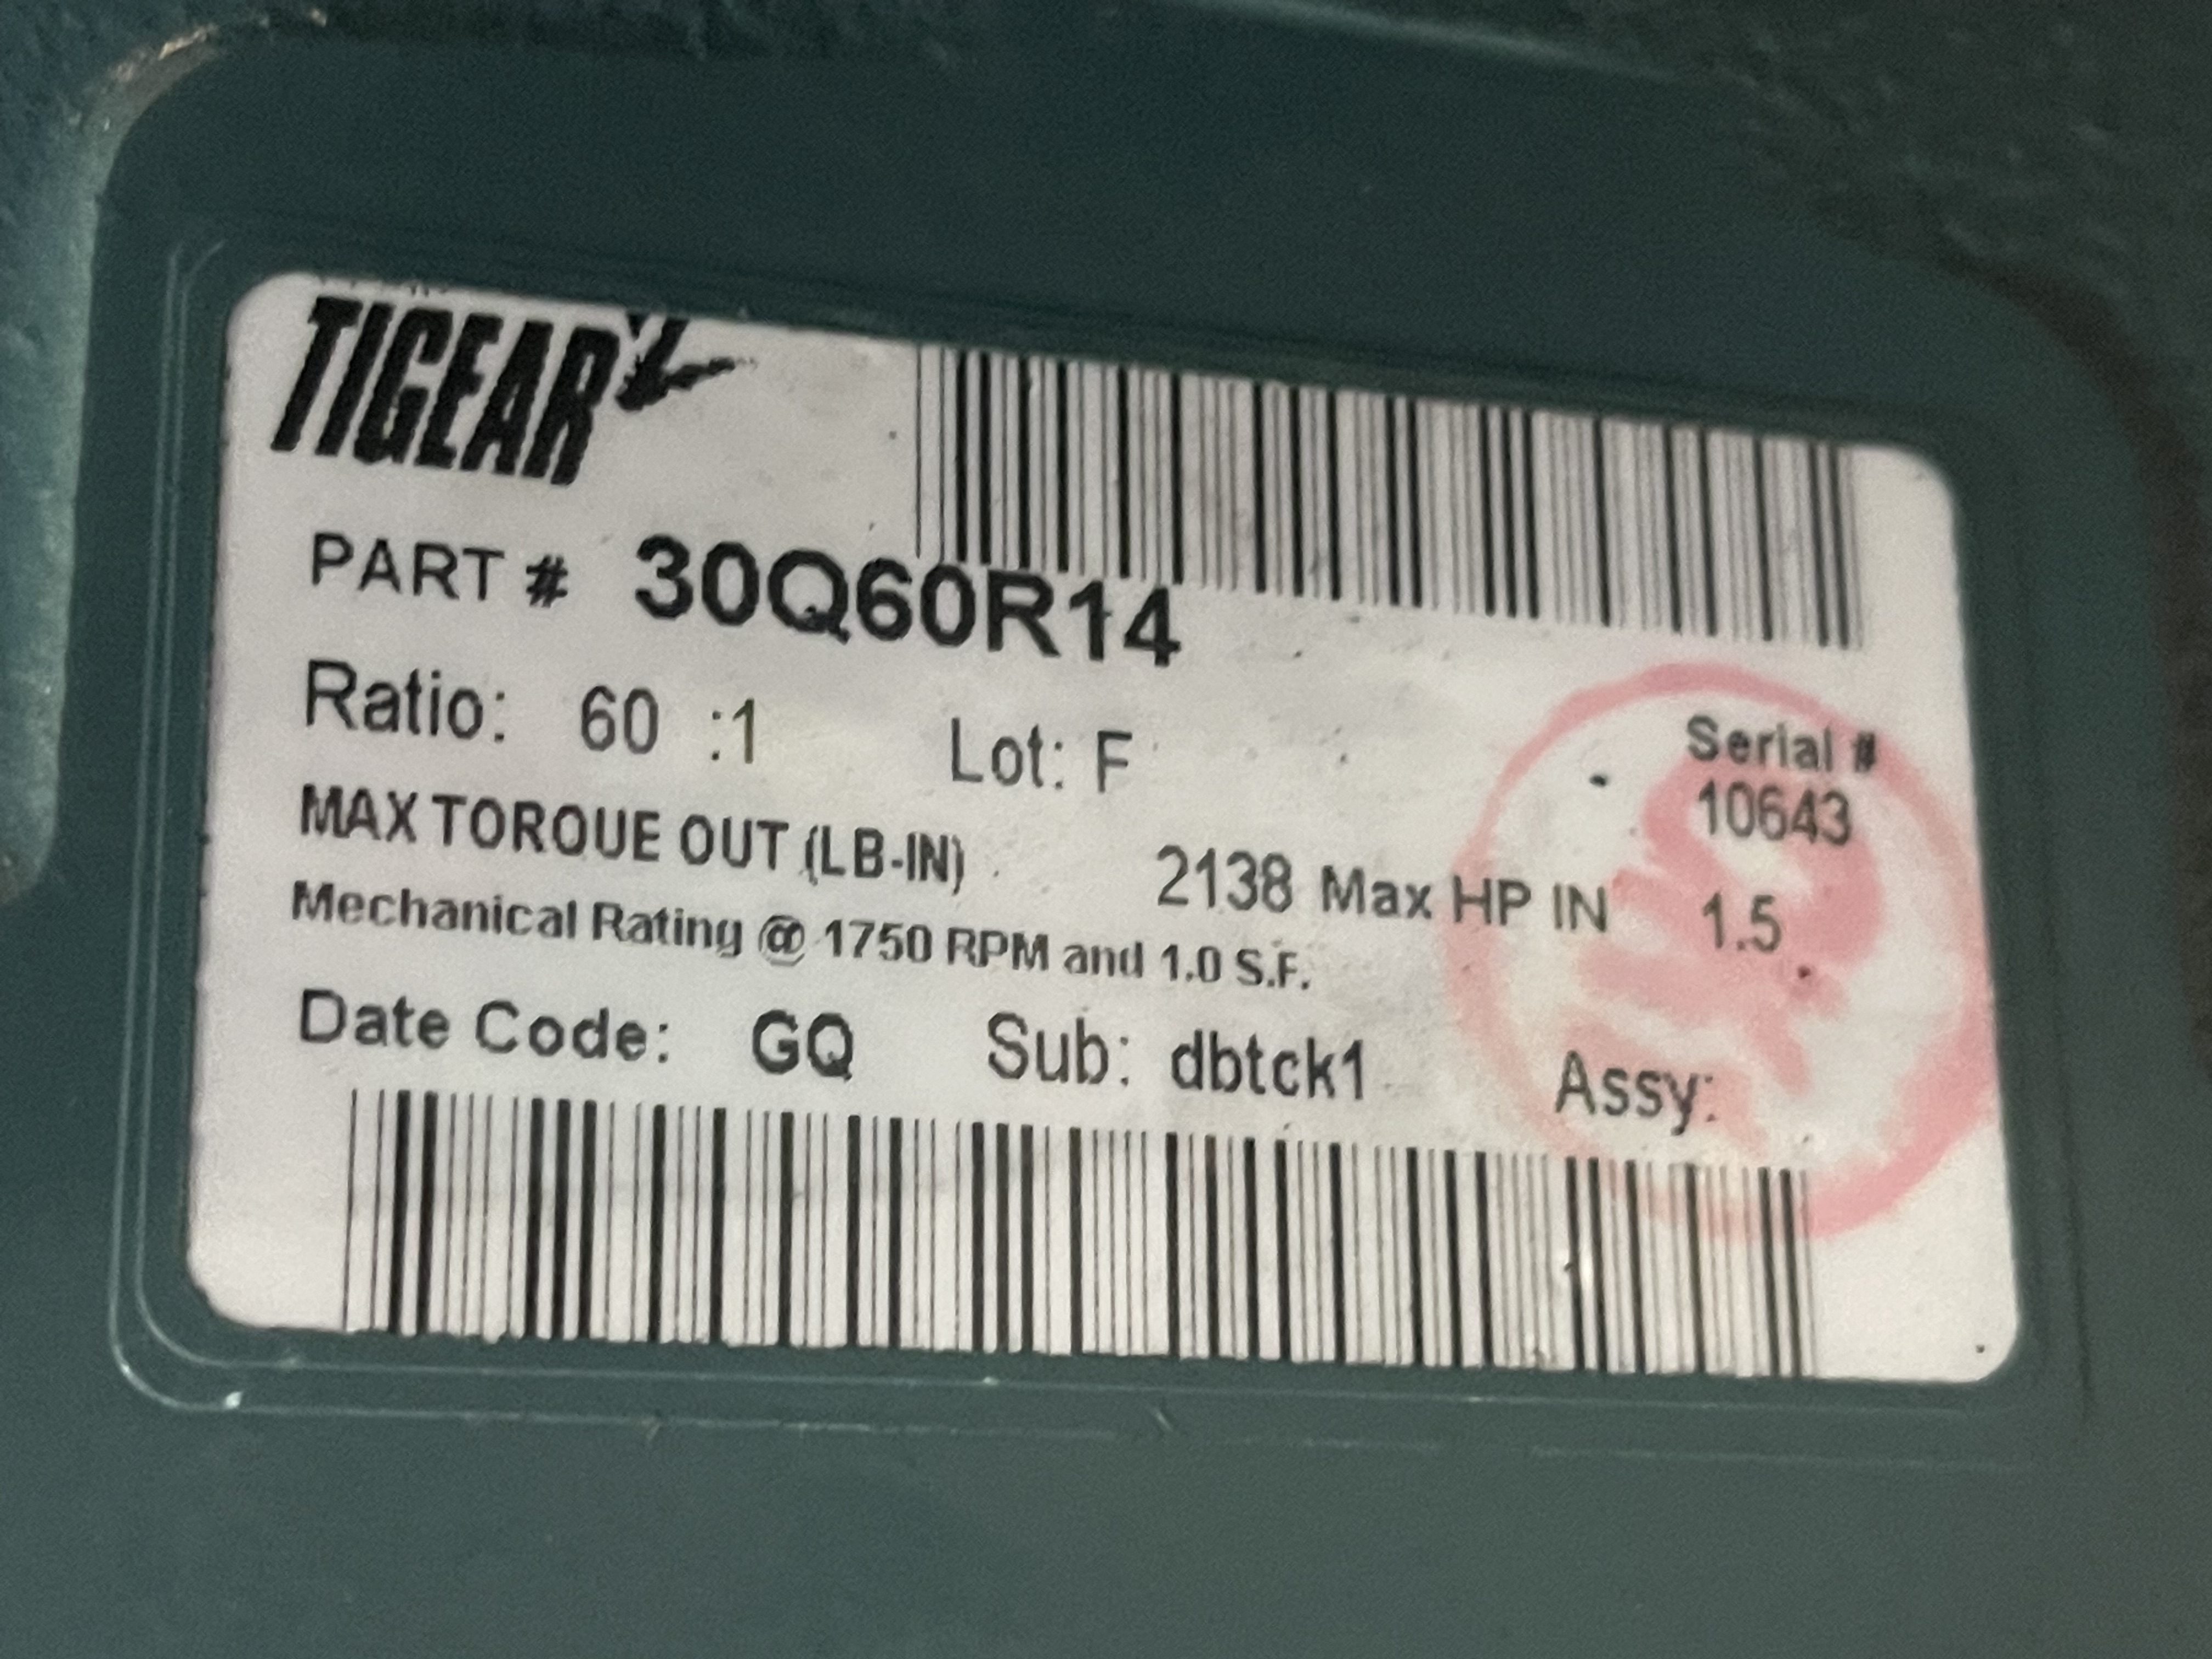 TIGEAR
PART # 30Q60R14
Ratio: 60 :1 Lot: F
Serial #
10643
MAX TORQUE OUT (LB-IN) 2138 Max HP IN 1.5
Mechanical Rating @ 1750 RPM and 1.0 S.F.
Date Code: GQ Sub: dbtck1 Assy: